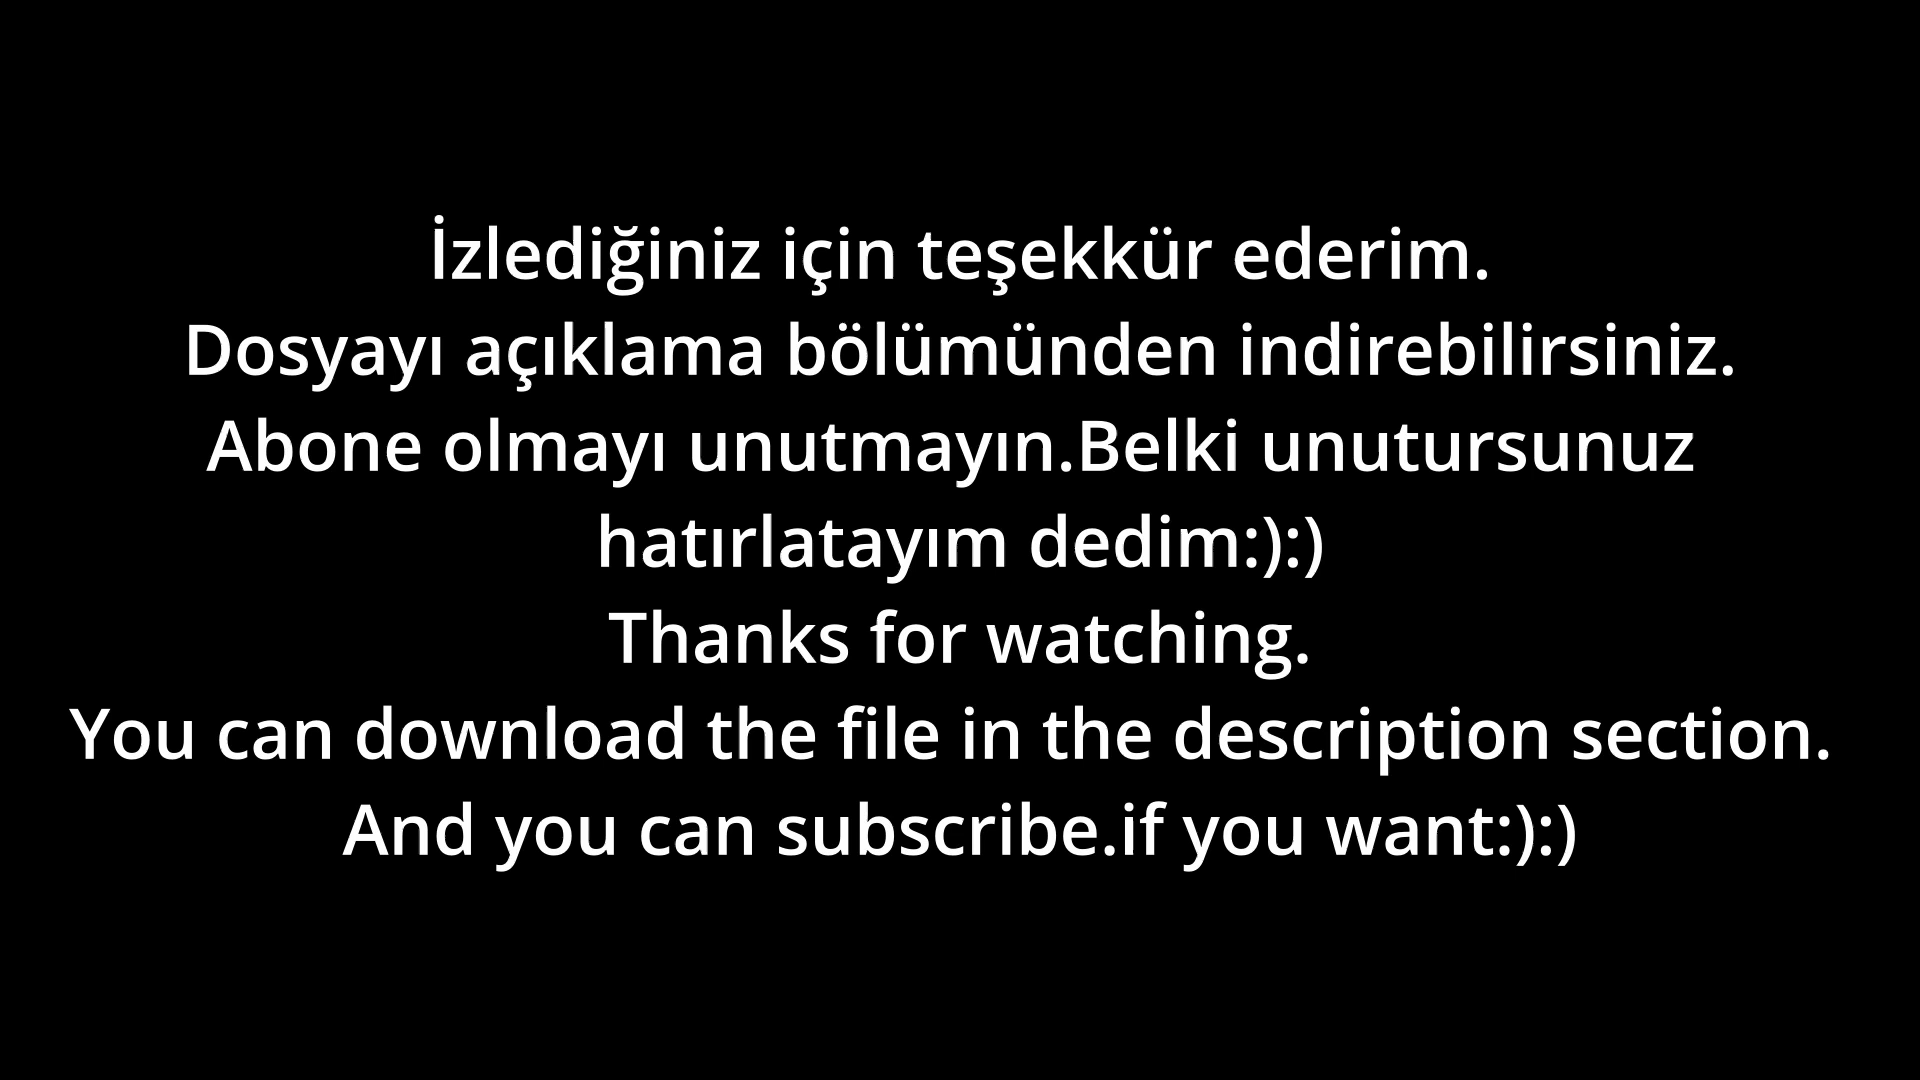 İzlediğiniz için teşekkür ederim.
Dosyayı açıklama bölümünden indirebilirsiniz.
Abone olmayı unutmayın.Belki unutursunuz
hatırlatayım dedim:):)
Thanks for watching.
You can download the file in the description section.
And you can subscribe.if you want:):)